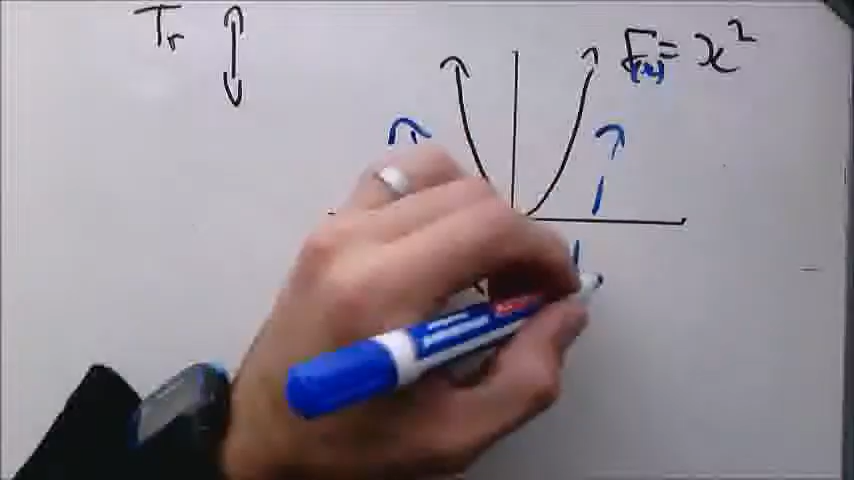 Tr
F(x) = x²